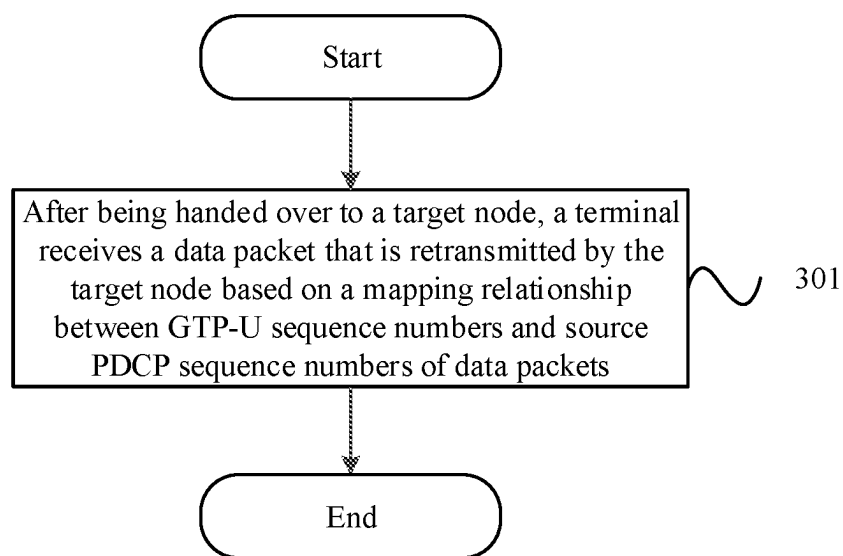 Start
After being handed over to a target node, a terminal
receives a data packet that is retransmitted by the
target node based on a mapping relationship
between GTP-U sequence numbers and source
PDCP sequence numbers of data packets
301
End